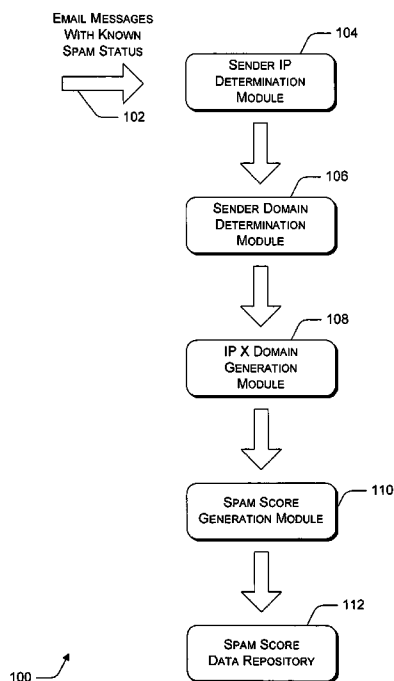 EMAIL MESSAGES
WITH KNOWN
SPAM STATUS
102
104
SENDER IP
DETERMINATION
MODULE
106
SENDER DOMAIN
DETERMINATION
MODULE
108
IP X DOMAIN
GENERATION
MODULE
110
SPAM SCORE
GENERATION MODULE
112
SPAM SCORE
DATA REPOSITORY
100